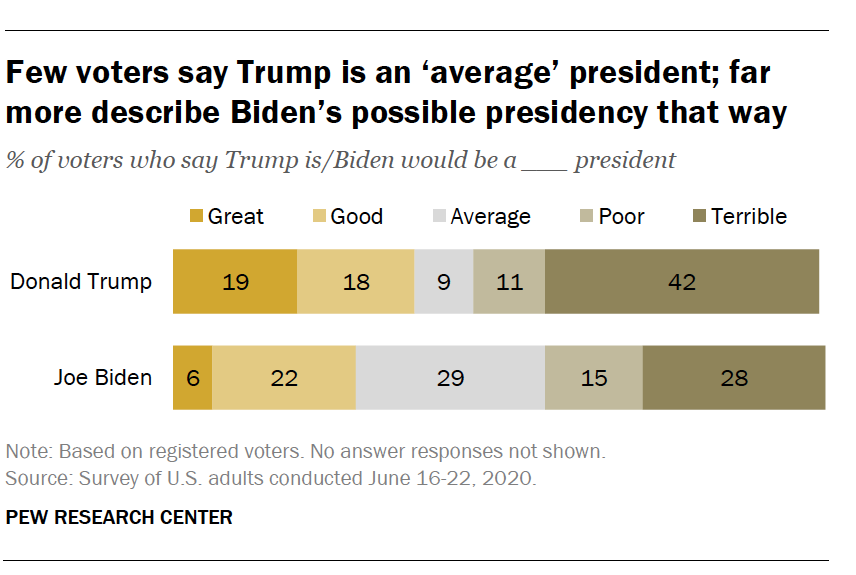 Few voters say Trump is an ‘average’ president; far
more describe Biden’s possible presidency that way
% of voters who say Trump is/Biden would be a ____ president
Great Good Average Poor Terrible
Donald Trump 19 18 9 11 42
Joe Biden 6 22 29 15 28
Note: Based on registered voters. No answer responses not shown.
Source: Survey of U.S. adults conducted June 16-22, 2020.
PEW RESEARCH CENTER